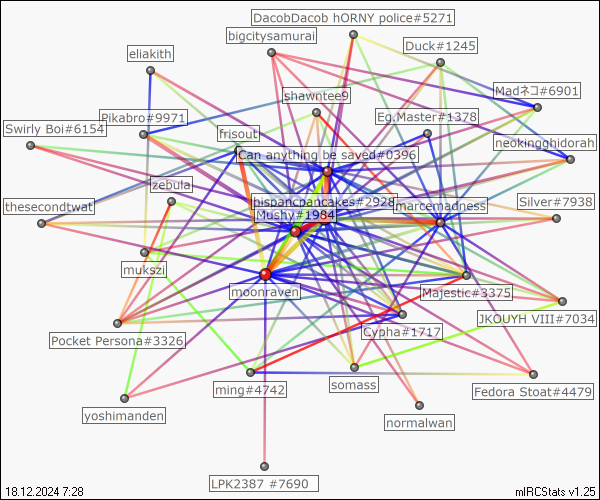 DacobDacob hORNY police#5271
bigcitysamurai
Duck#1245
eliakith
Madネコ#6901
shawntee9
Pikabro#9971
Eg.Master#1378
Swirly Boi#6154
frisout
neokingghidorah
Can anything be saved#0396
zebula
hispancpancakes#2928
Silver#7938
thesecondtwat
marcemadness
Mushy#1984
mukszi
moonraven
Majestic#3375
JKOUYH VIII#7034
Pocket Persona#3326
Cypha#1717
ming#4742
somass
Fedora Stoat#4479
yoshimanden
normalwan
LPK2387 #7690
18.12.2024 7:28
mIRCStats v1.25